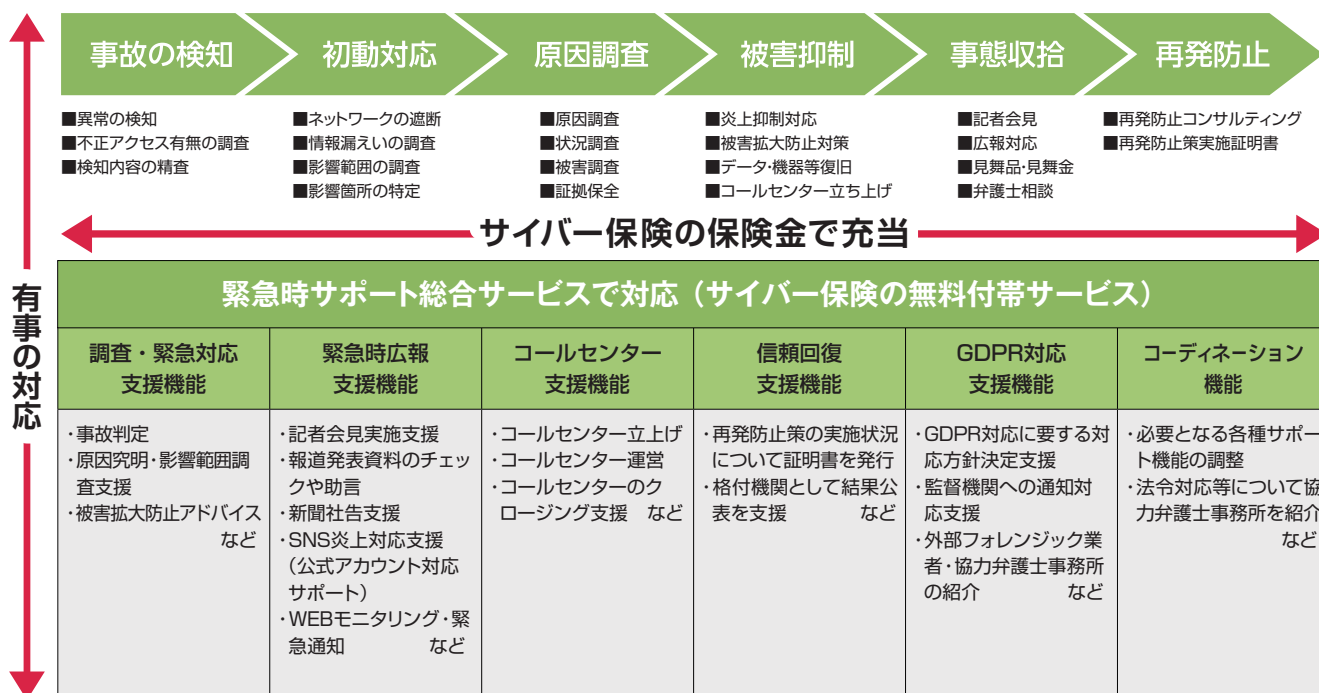 事故の検知
初動対応
原因調査
被害抑制
事態収拾
再発防止
■異常の検知
■不正アクセス有無の調査
■検知内容の精査
■ネットワークの遮断
■情報漏えいの調査
■影響範囲の調査
■影響箇所の特定
■原因調査
■状況調査
■被害調査
■証拠保全
■炎上抑制対応
■被害拡大防止対策
■データ・機器等復旧
■コールセンター立ち上げ
■記者会見
■広報対応
■見舞品・見舞金
■弁護士相談
■再発防止コンサルティング
■再発防止策実施証明書
サイバー保険の保険金で充当
有事の対応
緊急時サポート総合サービスで対応（サイバー保険の無料付帯サービス）
調査・緊急対応
支援機能
緊急時広報
支援機能
コールセンター
支援機能
信頼回復
支援機能
GDPR対応
支援機能
コーディネーション
機能
・事故判定
・原因究明・影響範囲調
査支援
・被害拡大防止アドバイス
など
・記者会見実施支援
・報道発表資料のチェッ
クや助言
・新聞社告支援
・SNS炎上対応支援
（公式アカウント対応
サポート）
・WEBモニタリング・緊
急通知　など
・コールセンター立上げ
・コールセンター運営
・コールセンターのク
ロージング支援　など
・再発防止策の実施状況
について証明書を発行
・格付機関として結果公
表を支援　など
・GDPR対応に要する対
応方針決定支援
・監督機関への通知対
応支援
・外部フォレンジック業
者・協力弁護士事務所
の紹介　など
・必要となる各種サポー
ト機能の調整
・法令対応等について協
力弁護士事務所を紹介
など